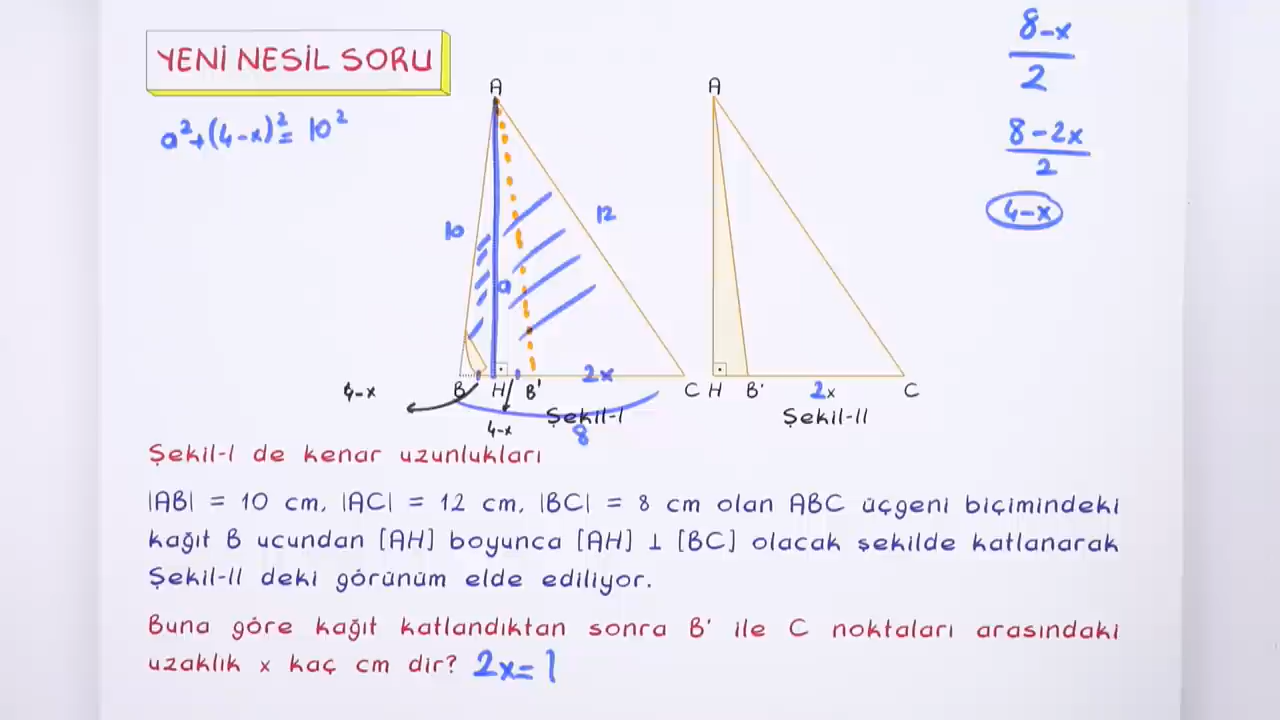 YENİ NESİL SORU
8-x
2
a²+(4-x)²=10²
8-2x
2
4-x
A
A
10
12
a
2x
B H B' C
H B' 2x C
4-x
4-x
Şekil-I
8
Şekil-II
Şekil-I de kenar uzunlukları
|AB| = 10 cm, |AC| = 12 cm, |BC| = 8 cm olan ABC üçgeni biçimindeki
kağıt B ucundan [AH] boyunca [AH] ⊥ [BC] olacak şekilde katlanarak
Şekil-II deki görünüm elde ediliyor.
Buna göre kağıt katlandıktan sonra B' ile C noktaları arasındaki
uzaklık x kaç cm dir? 2x=1